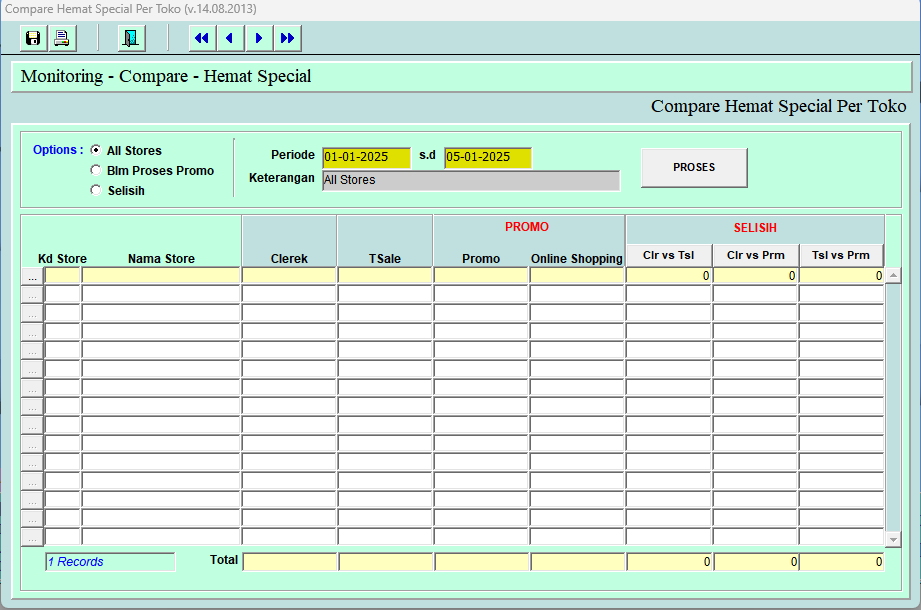 Compare Hemat Special Per Toko (v.14.08.2013)
Monitoring - Compare - Hemat Special
Compare Hemat Special Per Toko
Options : All Stores
Blm Proses Promo
Selisih
Periode 01-01-2025 s.d 05-01-2025
Keterangan All Stores
PROSES
PROMO SELISIH
Kd Store Nama Store Clerek TSale Promo Online Shopping Clr vs Tsl Clr vs Prm Tsl vs Prm
... 0 0 0
...
...
...
...
...
...
...
...
...
...
...
...
...
...
1 Records Total 0 0 0